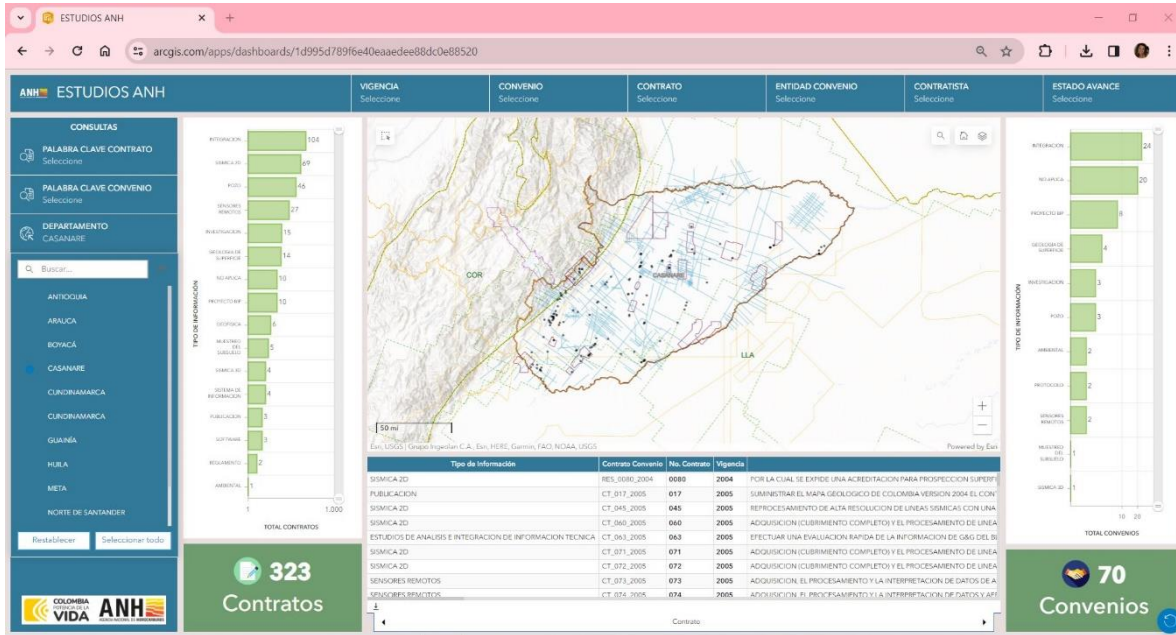 ESTUDIOS ANH
arcgis.com/apps/dashboards/1d995d789f6e40eaaedee88dc0e88520
ANH ESTUDIOS ANH
VIGENCIA
Seleccione
CONVENIO
Seleccione
CONTRATO
Seleccione
ENTIDAD CONVENIO
Seleccione
CONTRATISTA
Seleccione
ESTADO AVANCE
Seleccione
CONSULTAS
PALABRA CLAVE CONTRATO
Seleccione
PALABRA CLAVE CONVENIO
Seleccione
DEPARTAMENTO
CASANARE
Buscar...
ANTIOQUIA
ARAUCA
BOYACÁ
CASANARE
CUNDINAMARCA
CUNDINAMARCA
GUAINÍA
HUILA
META
NORTE DE SANTANDER
Restablecer Seleccionar todo
COLOMBIA
POTENCIA DE LA
VIDA
ANH
TIPO DE INFORMACIÓN
INTEGRACION 104
SISMICA 2D 69
POZO 46
SENSORES
REMOTOS 27
INVESTIGACION 15
GEOLOGIA DE
SUPERFICIE 14
NO APLICA 10
PROYECTO BIP 10
GEOFISICA 6
MUESTREO
DEL
SUBSUELO 5
4
SISTEMA DE
INFORMACION 4
PUBLICACION 3
SOFTWARE 3
REGLAMENTO 2
AMBIENTAL 1
1 1,000
TOTAL CONTRATOS
323
Contratos
COR
CASANARE
LLA
50 mi
Esri, USGS | Grupo Ingeolan C.A., Esri, HERE, Garmin, FAO, NOAA, USGS
Powered by Esri
Tipo de Información Contrato Convenio No. Contrato Vigencia
SISMICA 2D RES_0080_2004 0080 2004 POR LA CUAL SE EXPIDE UNA ACREDITACION PARA PROSPECCION SUPERFI
PUBLICACION CT_017_2005 017 2005 SUMINISTRAR EL MAPA GEOLOGICO DE COLOMBIA VERSION 2004 EL CON
SISMICA 2D CT_045_2005 045 2005 REPROCESAMIENTO DE ALTA RESOLUCION DE LINEAS SISMICAS CON UNA
SISMICA 2D CT_060_2005 060 2005 ADQUISICION (CUBRIMIENTO COMPLETO) Y EL PROCESAMIENTO DE LINEA
ESTUDIOS DE ANALISIS E INTEGRACION DE INFORMACION TECNICA CT_063_2005 063 2005 EFECTUAR UNA EVALUACION RAPIDA DE LA INFORMACION DE G&G DEL BL
SISMICA 2D CT_071_2005 071 2005 ADQUISICION (CUBRIMIENTO COMPLETO) Y EL PROCESAMIENTO DE LINEA
SISMICA 2D CT_072_2005 072 2005 ADQUISICION (CUBRIMIENTO COMPLETO) Y EL PROCESAMIENTO DE LINEA
SENSORES REMOTOS CT_073_2005 073 2005 ADQUISICION, EL PROCESAMIENTO Y LA INTERPRETACION DE DATOS DE A
SENSORES REMOTOS CT_074_2005 074 2005 ADQUISICION, EL PROCESAMIENTO Y LA INTERPRETACION DE DATOS
Contrato
TIPO DE INFORMACIÓN
INTEGRACION 24
NO APLICA 20
PROYECTO BIP 8
GEOLOGIA DE
SUPERFICIE 4
INVESTIGACION 3
POZO 3
AMBIENTAL 2
PROTOCOLO 2
SENSORES
REMOTOS 2
MUESTREO
DEL
SUBSUELO 1
SISMICA 2D 1
10 20
TOTAL CONVENIOS
70
Convenios